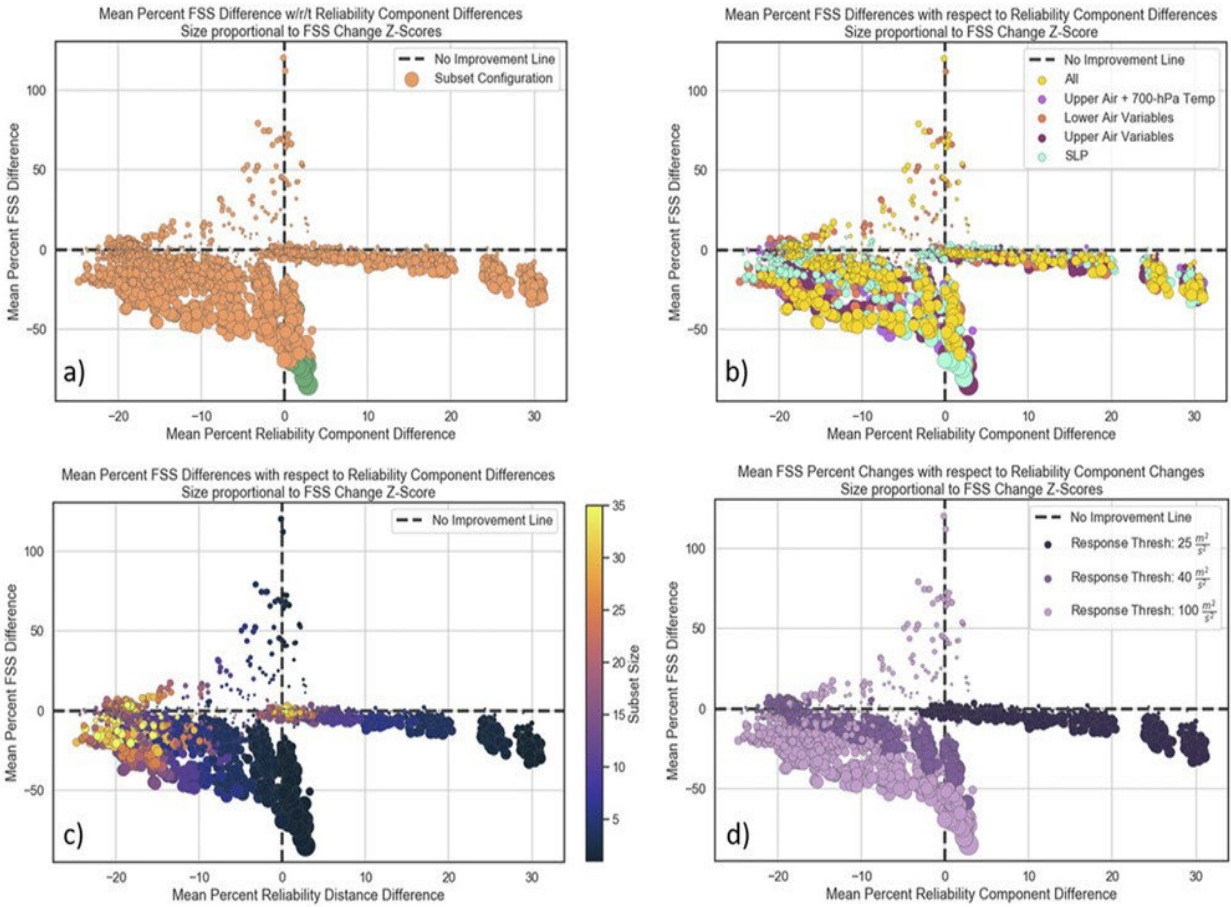 Mean Percent FSS Difference w/r/t Reliability Component Differences
Size proportional to FSS Change Z-Scores
No Improvement Line
Subset Configuration
100
50
0
−50
Mean Percent FSS Difference
a)
−20
−10
0
10
20
30
Mean Percent Reliability Component Difference
Mean Percent FSS Differences with respect to Reliability Component Differences
Size proportional to FSS Change Z-Scores
No Improvement Line
All
Upper Air + 700-hPa Temp
Lower Air Variables
Upper Air Variables
SLP
100
50
0
−50
Mean Percent FSS Difference
b)
−20
−10
0
10
20
30
Mean Percent Reliability Component Difference
Mean Percent FSS Differences with respect to Reliability Component Differences
Size proportional to FSS Change Z-Score
No Improvement Line
100
50
0
−50
Mean Percent FSS Difference
c)
−20
−10
0
10
20
30
Mean Percent Reliability Distance Difference
35
30
25
20
15
10
5
Subset Size
Mean FSS Percent Changes with respect to Reliability Component Changes
Size proportional to FSS Change Z-Scores
No Improvement Line
Response Thresh: 25 m²/s²
Response Thresh: 40 m²/s²
Response Thresh: 100 m²/s²
100
50
0
−50
Mean Percent FSS Difference
d)
−20
−10
0
10
20
30
Mean Percent Reliability Component Difference